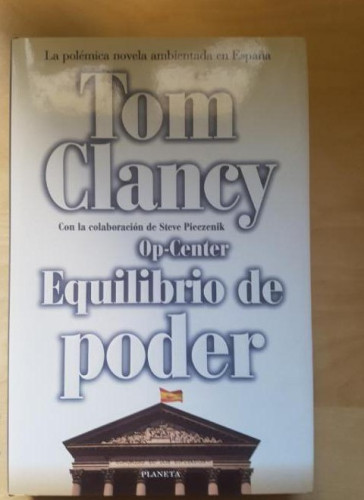 La polémica novela ambientada en España
Tom
Clancy
Con la colaboración de Steve Pieczenik
Op-Center
Equilibrio de
poder
PLANETA